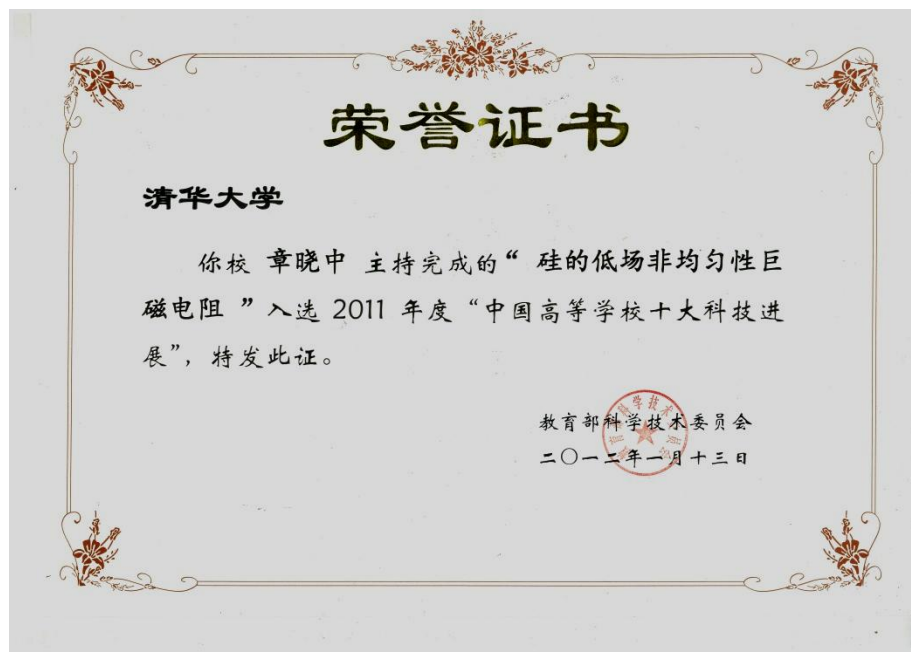 荣誉证书
清华大学
你校 章晓中 主持完成的“ 硅的低场非均匀性巨
磁电阻 ”入选 2011 年度“中国高等学校十大科技进
展”，特发此证。
教育部科学技术委员会
二〇一二年一月十三日